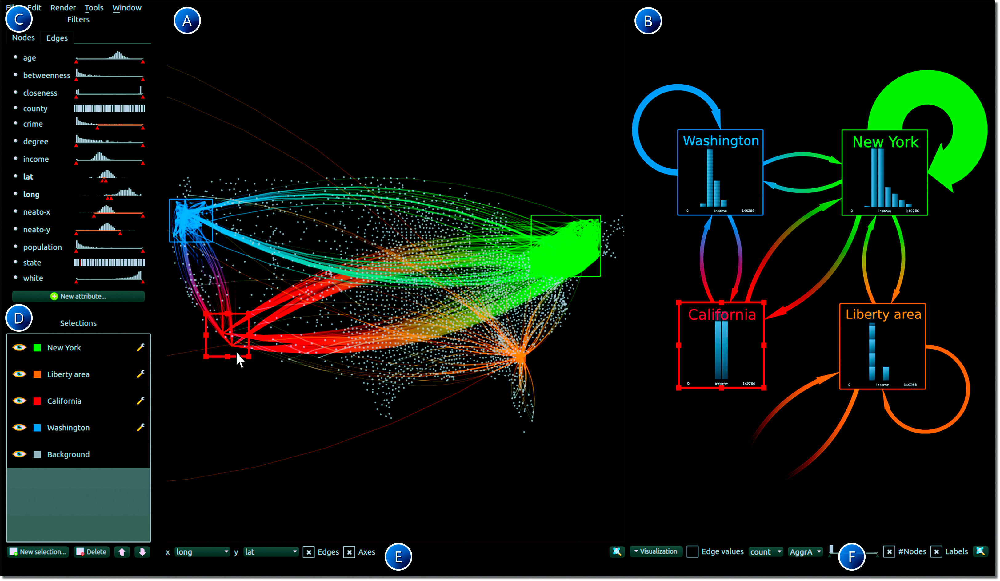 File Edit Render Tools Window
C
Filters
Nodes Edges
age
betweenness
closeness
county
crime
degree
income
lat
long
neato-x
neato-y
population
state
white
New attribute...
D
Selections
New York
Liberty area
California
Washington
Background
New selection...
Delete
A
x long y lat Edges Axes
E
B
Washington
0 income 140286
New York
0 income 140286
California
0 income 140286
Liberty area
0 income 140286
Visualization Edge values count AggrA #Nodes Labels
F